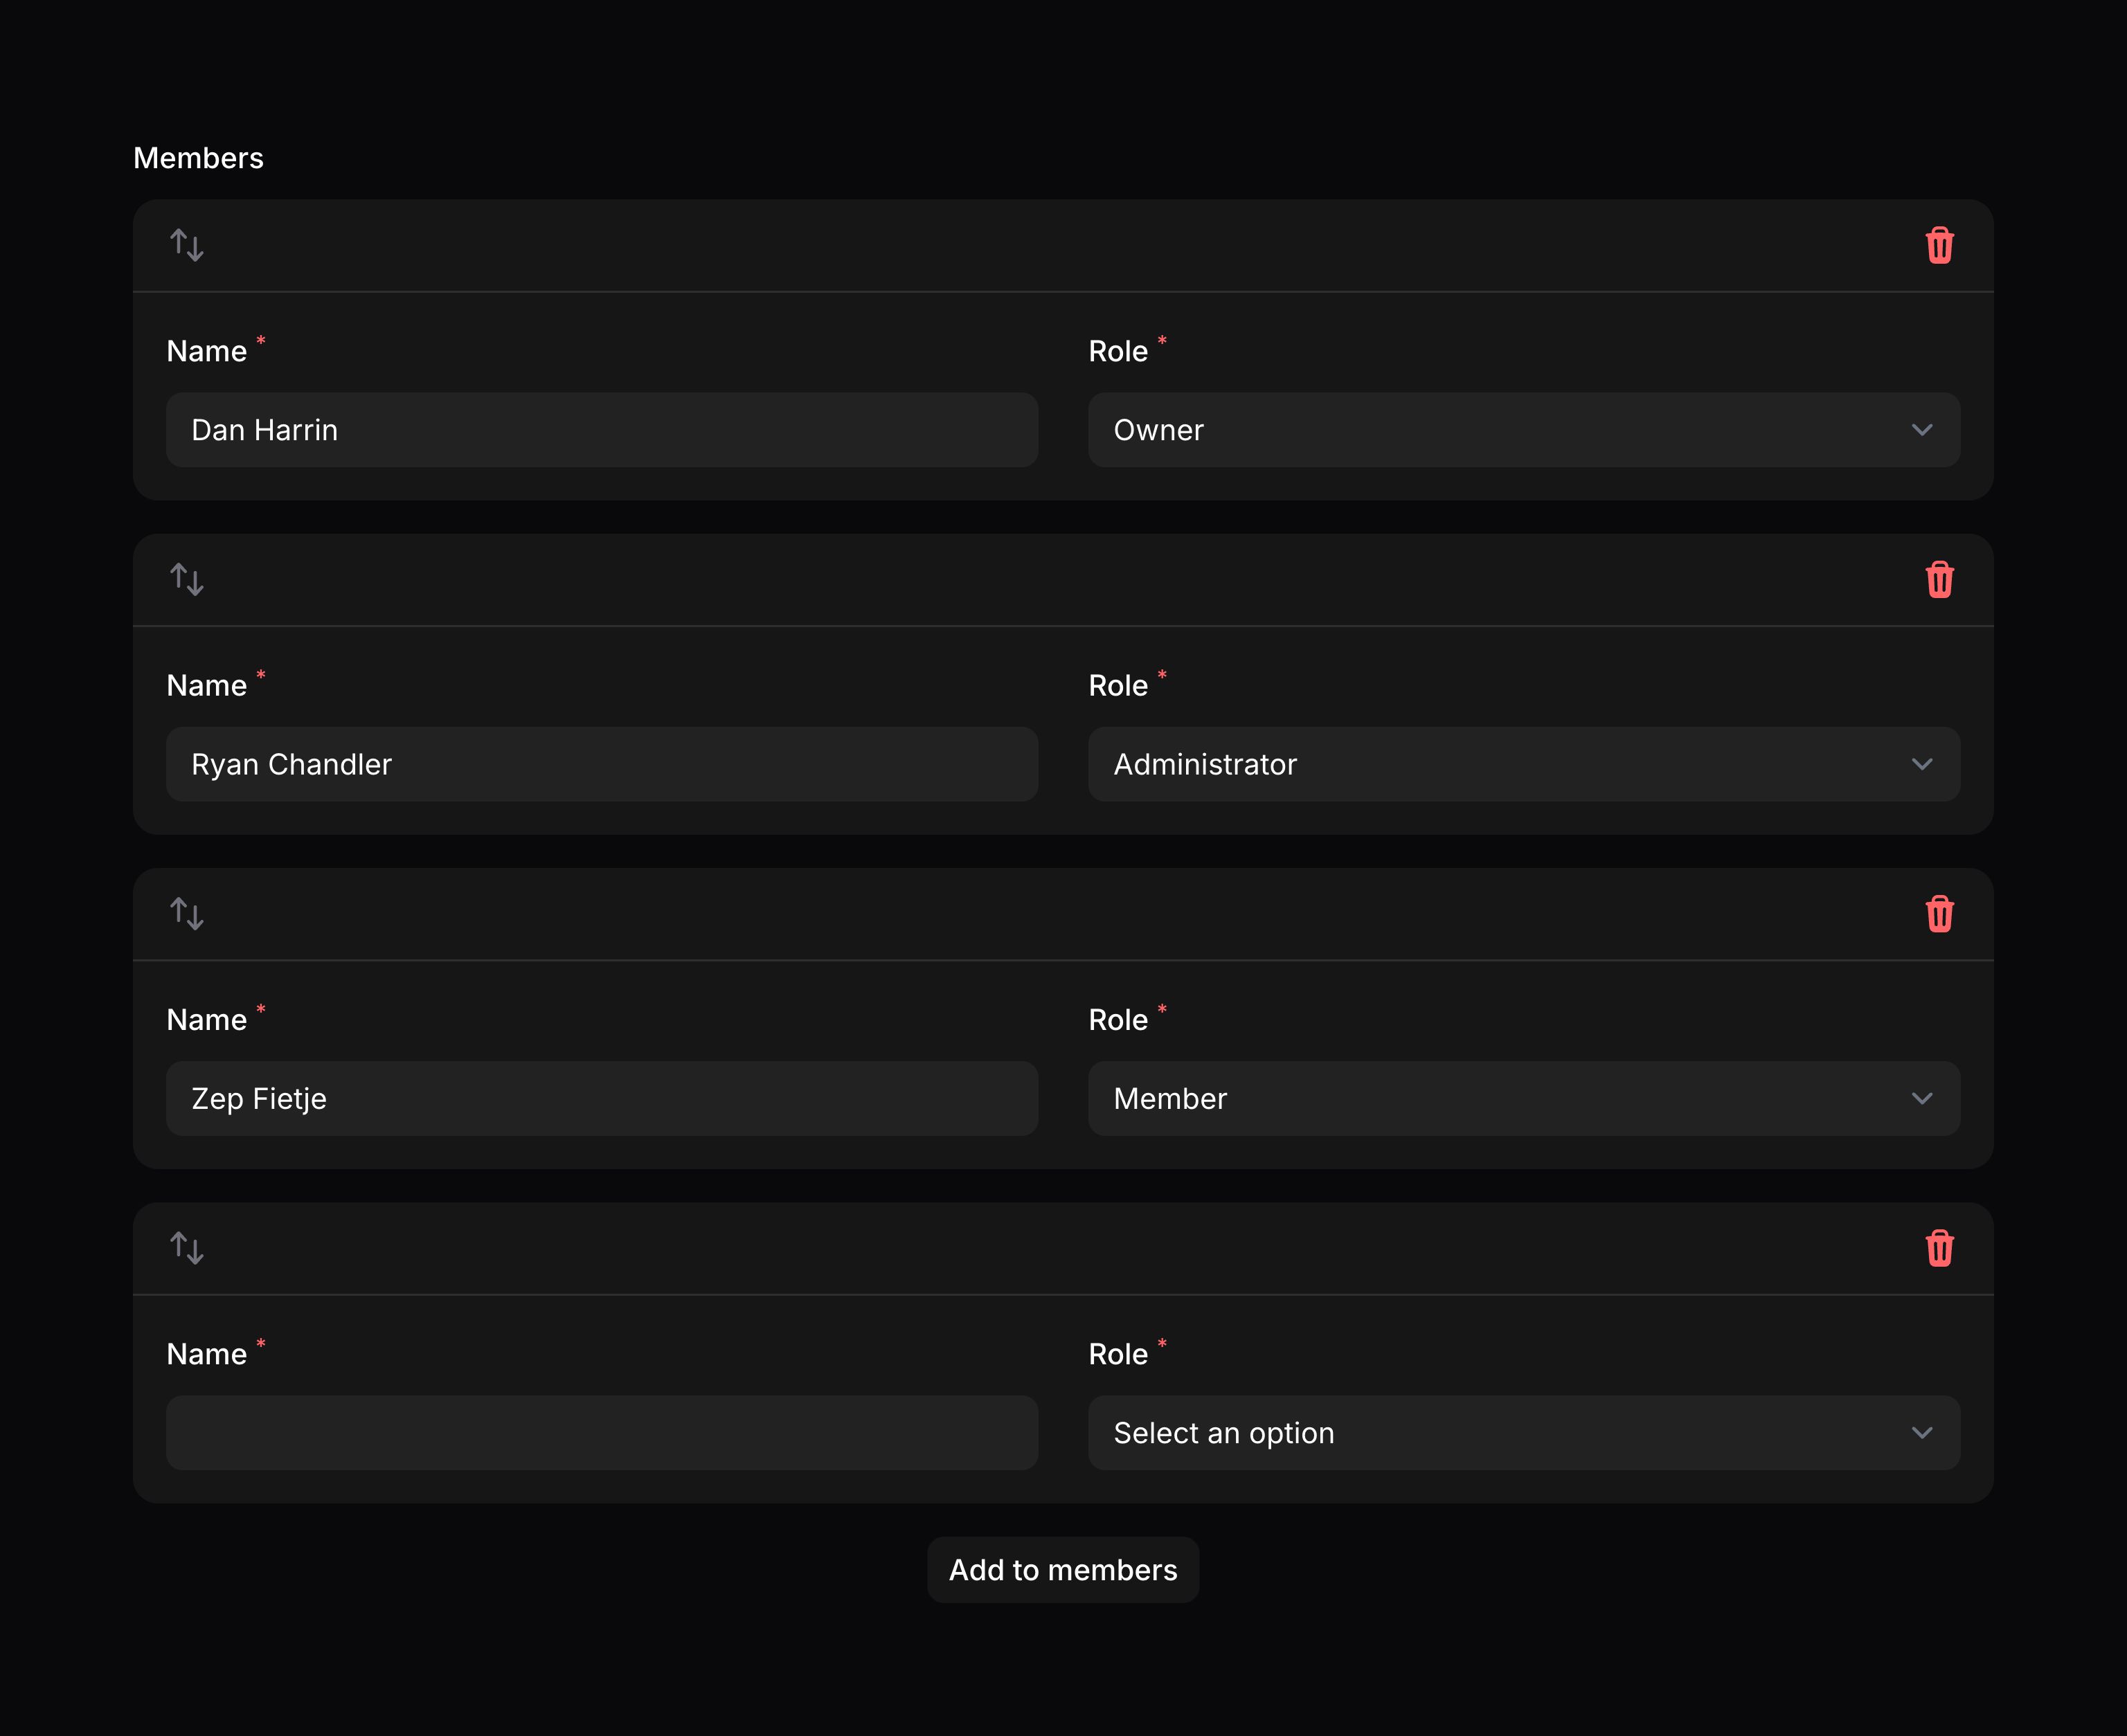 Members
Name * Role *
Dan Harrin Owner
Name * Role *
Ryan Chandler Administrator
Name * Role *
Zep Fietje Member
Name * Role *
Select an option
Add to members